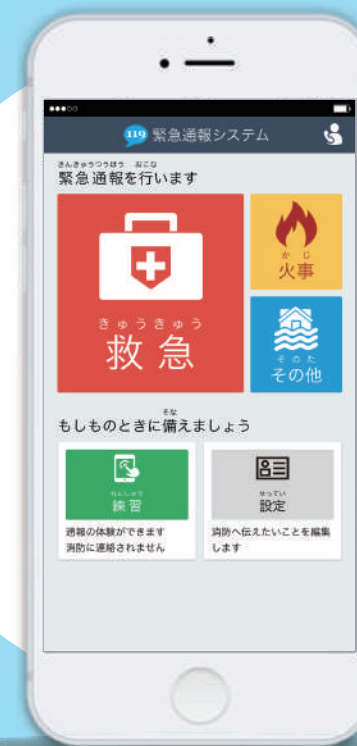 119 緊急通報システム
きんきゅうつうほう おこな
緊急通報を行います
きゅうきゅう
救急
かじ
火事
そのた
その他
そな
もしものときに備えましょう
れんしゅう
練習
せってい
設定
通報の体験ができます
消防に連絡されません
消防へ伝えたいことを編集
します